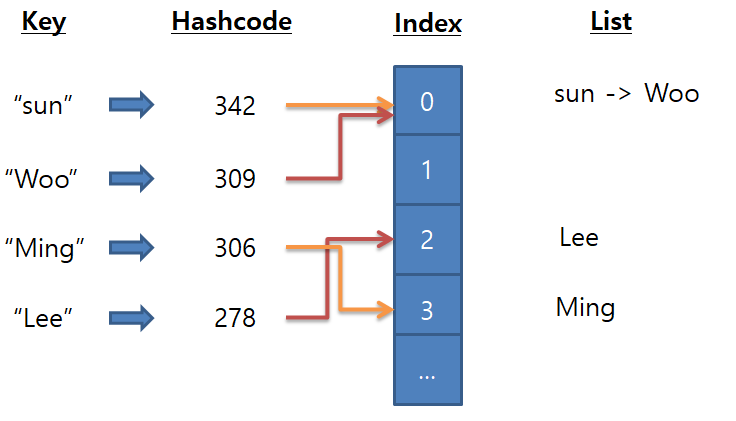 Key Hashcode Index List
“sun” 342 0 sun -> Woo
“Woo” 309 1
“Ming” 306 2 Lee
“Lee” 278 3 Ming
...